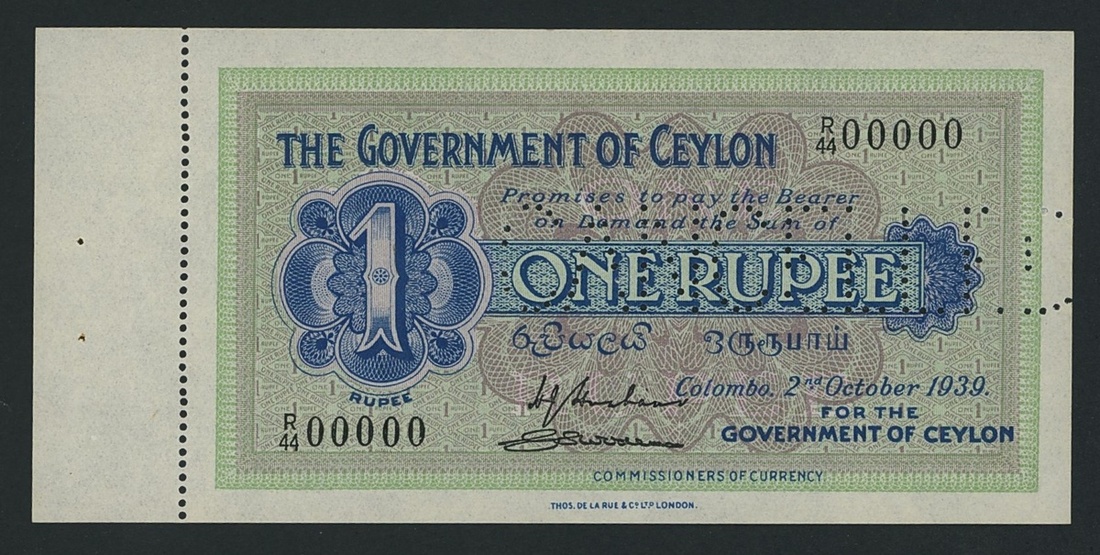 THE GOVERNMENT OF CEYLON
R/44 00000
Promises to pay the Bearer
on Demand the Sum of
1
ONE RUPEE
රුපියලයි ஒருரூபாய்
RUPEE
Colombo. 2nd October 1939.
FOR THE
GOVERNMENT OF CEYLON
R/44 00000
COMMISSIONERS OF CURRENCY.
THOS. DE LA RUE & CO LTD LONDON.